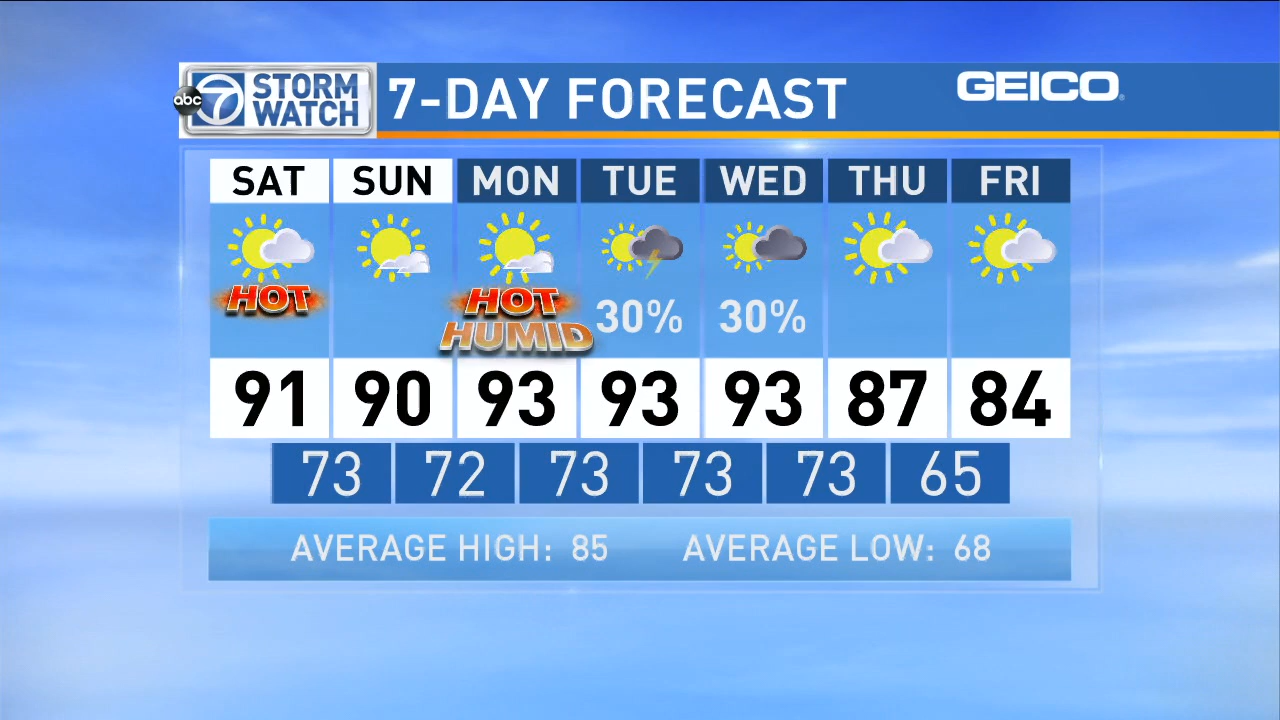 abc 7 STORM WATCH 7-DAY FORECAST GEICO
SAT SUN MON TUE WED THU FRI
HOT HOT
HUMID 30% 30%
91 90 93 93 93 87 84
73 72 73 73 73 65
AVERAGE HIGH: 85 AVERAGE LOW: 68